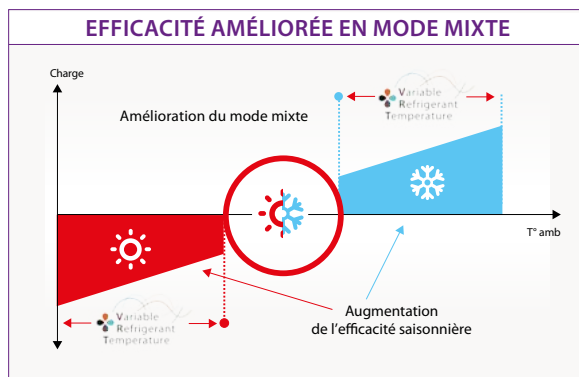 EFFICACITÉ AMÉLIORÉE EN MODE MIXTE
Charge
Variable
Refrigerant
Temperature
Amélioration du mode mixte
T° amb
Augmentation
de l'efficacité saisonnière
Variable
Refrigerant
Temperature